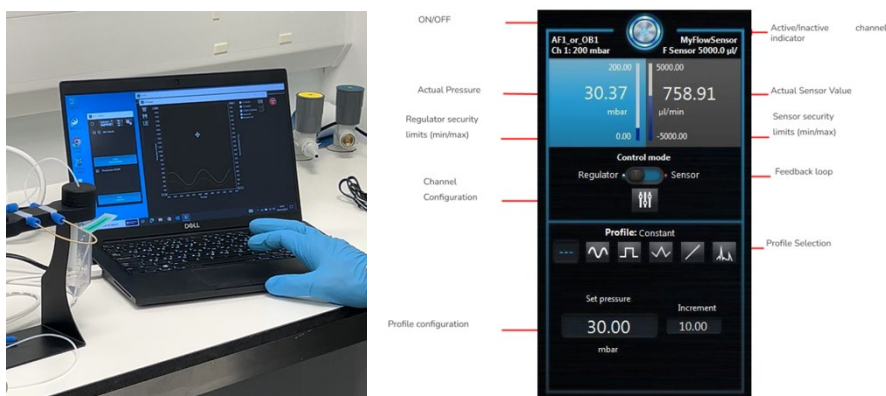 DELL
ON/OFF
Actual Pressure
Regulator security
limits (min/max)
Channel
Configuration
Profile configuration
AF1_or_OB1
Ch 1: 200 mbar
MyFlowSensor
F Sensor 5000.0 µl/
200.00
5000.00
30.37
758.91
mbar
µl/min
0.00
-5000.00
Control mode
Regulator
Sensor
Profile: Constant
Set pressure
Increment
30.00
10.00
mbar
Active/Inactive channel
indicator
Actual Sensor Value
Sensor security
limits (min/max)
Feedback loop
Profile Selection